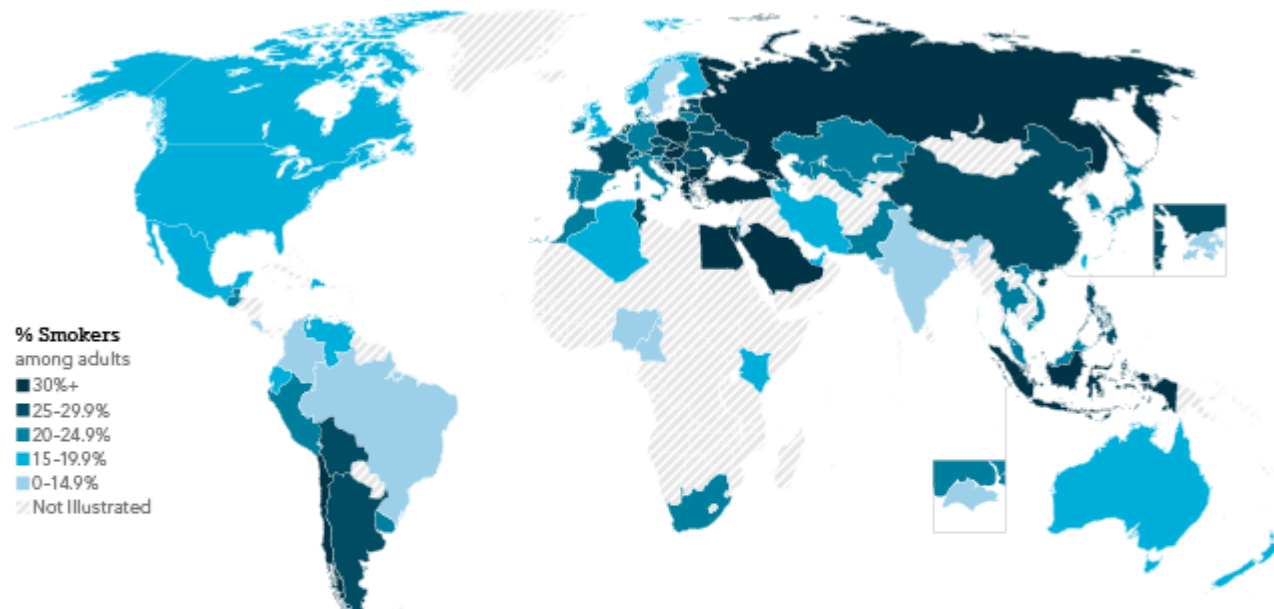 % Smokers
among adults
30%+
25-29.9%
20-24.9%
15-19.9%
0-14.9%
Not Illustrated